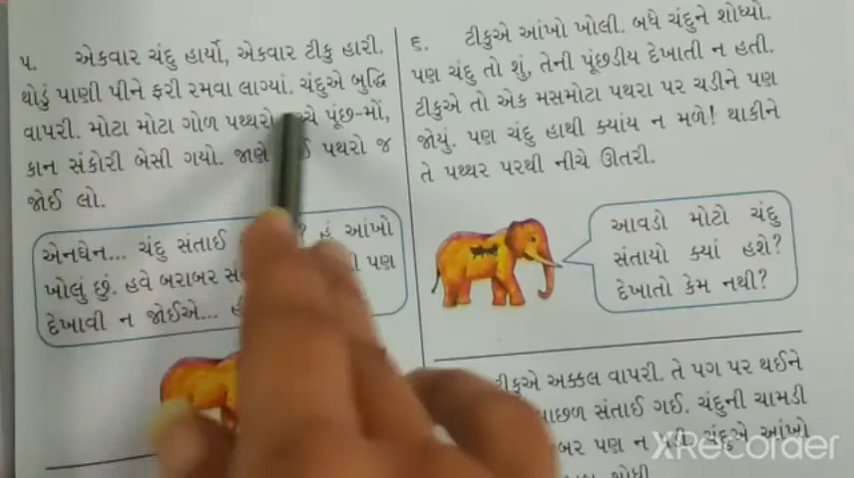 ૫. એકવાર ચંદુ હાર્યો, એકવાર ટીકુ હારી.
થોડું પાણી પીને ફરી રમવા લાગ્યાં. ચંદુએ બુદ્ધિ
વાપરી. મોટા મોટા ગોળ પથ્થરો પૂંછ-મોં,
કાન સંકોરી બેસી ગયો. જાણે પથરો જ
જોઈ લો.
એનઘેન... ચંદુ સંતાઈ હું આંખો
ખોલું છું. હવે બરાબર પણ
દેખાવી ન જોઈએ...
૬. ટીકુએ આંખો ખોલી. બધે ચંદુને શોધ્યો.
પણ ચંદુ તો શું, તેની પૂંછડીય દેખાતી ન હતી.
ટીકુએ તો એક મસમોટા પથરા પર ચડીને પણ
જોયું. પણ ચંદુ હાથી ક્યાંય ન મળે! થાકીને
તે પથ્થર પરથી નીચે ઊતરી.
આવડો મોટો ચંદુ
સંતાયો ક્યાં હશે?
દેખાતો કેમ નથી?
અક્કલ વાપરી. તે પગ પર થઈને
સંતાઈ ગઈ. ચંદુની ચામડી
પણ ન ચંદુએ આંખો
XRecorder